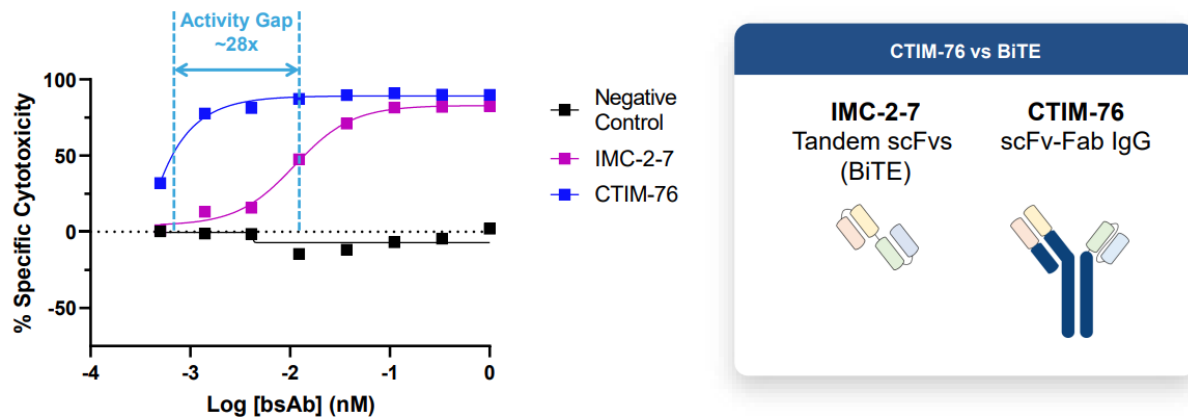 Activity Gap
~28x
100
50
0
-50
-4
-3
-2
-1
0
% Specific Cytotoxicity
Log [bsAb] (nM)
Negative
Control
IMC-2-7
CTIM-76
CTIM-76 vs BiTE
IMC-2-7
Tandem scFvs
(BiTE)
CTIM-76
scFv-Fab IgG